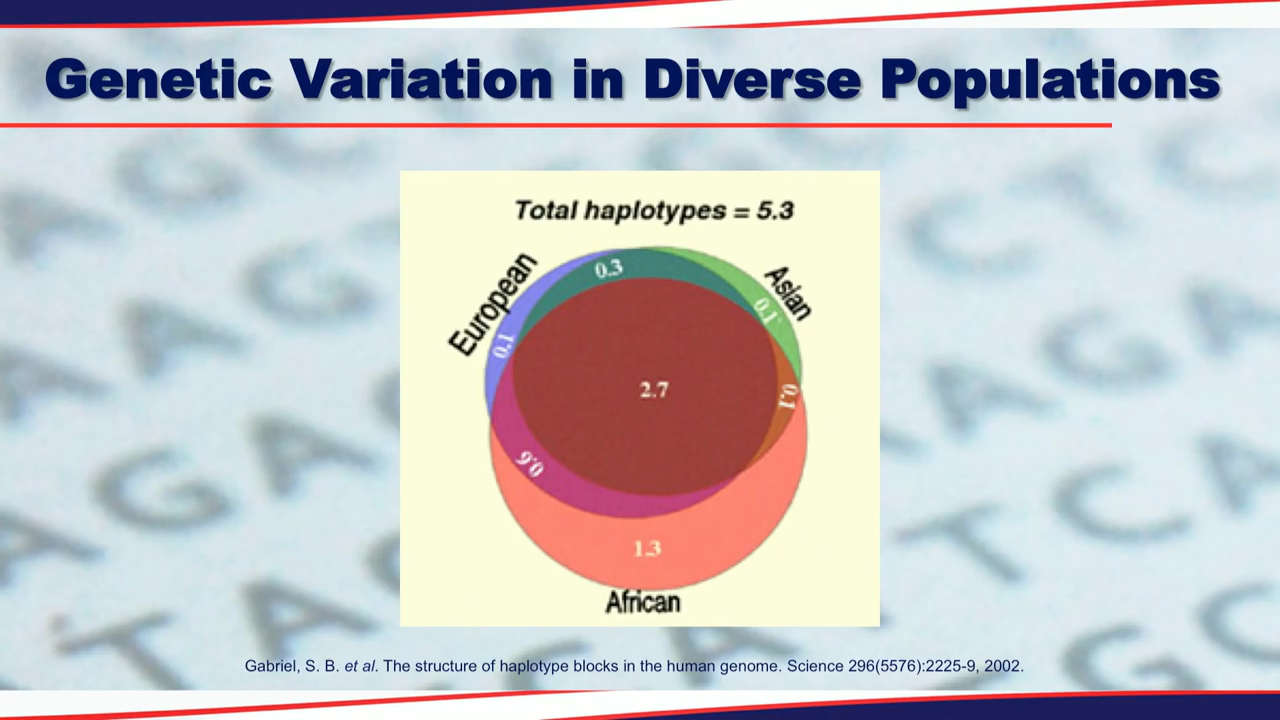 Genetic Variation in Diverse Populations
Total haplotypes = 5.3
European
Asian
0.3
0.1
0.1
2.7
0.1
0.6
1.3
African
Gabriel, S. B. et al. The structure of haplotype blocks in the human genome. Science 296(5576):2225-9, 2002.